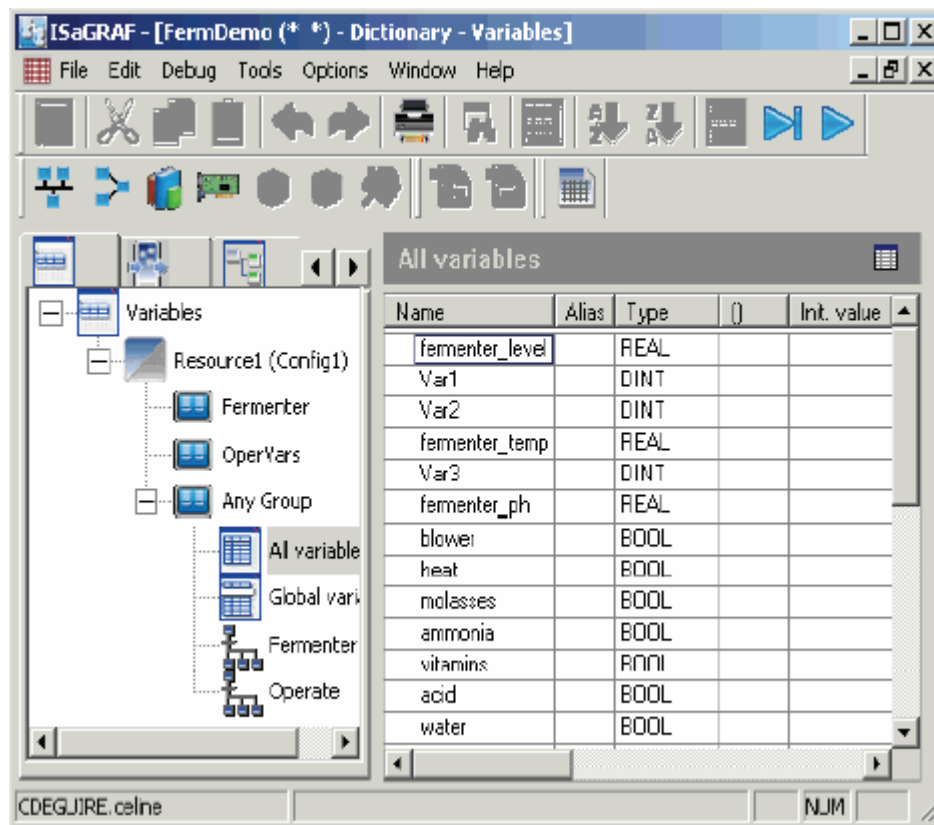 ISaGRAF - [FermDemo (* *) - Dictionary - Variables]
File Edit Debug Tools Options Window Help
All variables
Variables
Resource1 (Config1)
Fermenter
OperVars
Any Group
All variable
Global vari
Fermenter
Operate
Name Alias Type () Init. value
fermenter_level REAL
Var1 DINT
Var2 DINT
fermenter_temp REAL
Var3 DINT
fermenter_ph REAL
blower BOOL
heat BOOL
molasses BOOL
ammonia BOOL
vitamins BOOL
acid BOOL
water BOOL
CDEGUIRE.celine NUM